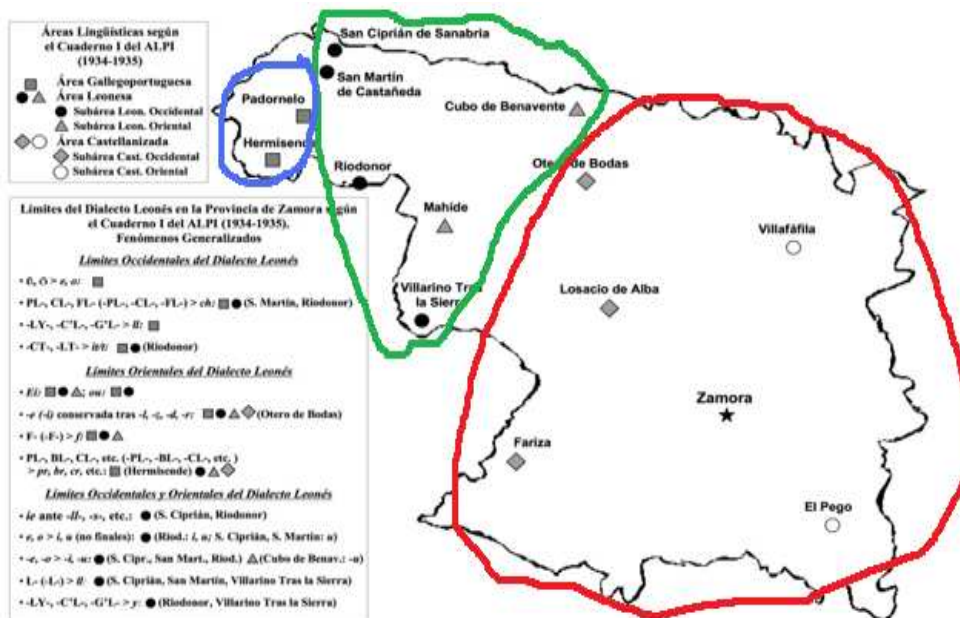 Áreas Lingüísticas según
el Cuaderno I del ALPI
(1934-1935)
Área Gallegoportuguesa
Área Leonesa
Subárea Leon. Occidental
Subárea Leon. Oriental
Área Castellanizada
Subárea Cast. Occidental
Subárea Cast. Oriental
San Ciprián de Sanabria
San Martín
de Castañeda
Padornelo
Cubo de Benavente
Hermisende
Riodonor
Otero de Bodas
Mahide
Villafáfila
Villarino Tras
la Sierra
Losacio de Alba
Zamora
Fariza
El Pego
Límites del Dialecto Leonés en la Provincia de Zamora según
el Cuaderno I del ALPI (1934-1935).
Fenómenos Generalizados
Límites Occidentales del Dialecto Leonés
> e, o:
• PL-, CL-, FL- (-PL-, -CL-, -FL-) > ch: (S. Martín, Riodonor)
• -LY-, -C'L-, -G'L- > ll:
• -CT-, -LT- > it/t: (Riodonor)
Límites Orientales del Dialecto Leonés
• Ei: ; ou:
• -e (-i) conservada tras -l, -z, -d, -r: (Otero de Bodas)
• F- (-F-) > f:
• PL-, BL-, CL-, etc. (-PL-, -BL-, -CL-, etc. )
> pr, br, cr, etc.: (Hermisende)
Límites Occidentales y Orientales del Dialecto Leonés
• ie ante -ll-, -s-, etc.: (S. Ciprián, Riodonor)
• e, o > i, u (no finales): (Riod.: i, u; S. Ciprián, S. Martín: u)
• -e, -o > -i, -u: (S. Cipr., San Mart., Riod.) (Cubo de Benav.: -u)
• L- (-L-) > ll: (S. Ciprián, San Martín, Villarino Tras la Sierra)
• -LY-, -C'L-, -G'L- > y: (Riodonor, Villarino Tras la Sierra)